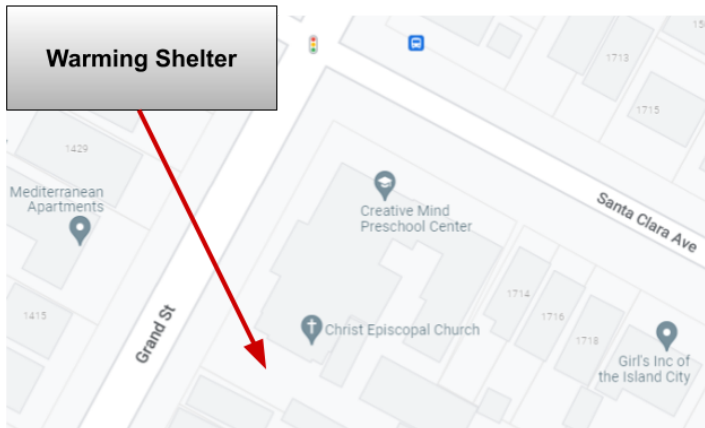 Warming Shelter
1713
1715
1429
Mediterranean
Apartments
Creative Mind
Preschool Center
Santa Clara Ave
1415
Grand St
Christ Episcopal Church
1714
1716
1718
Girl's Inc of
the Island City